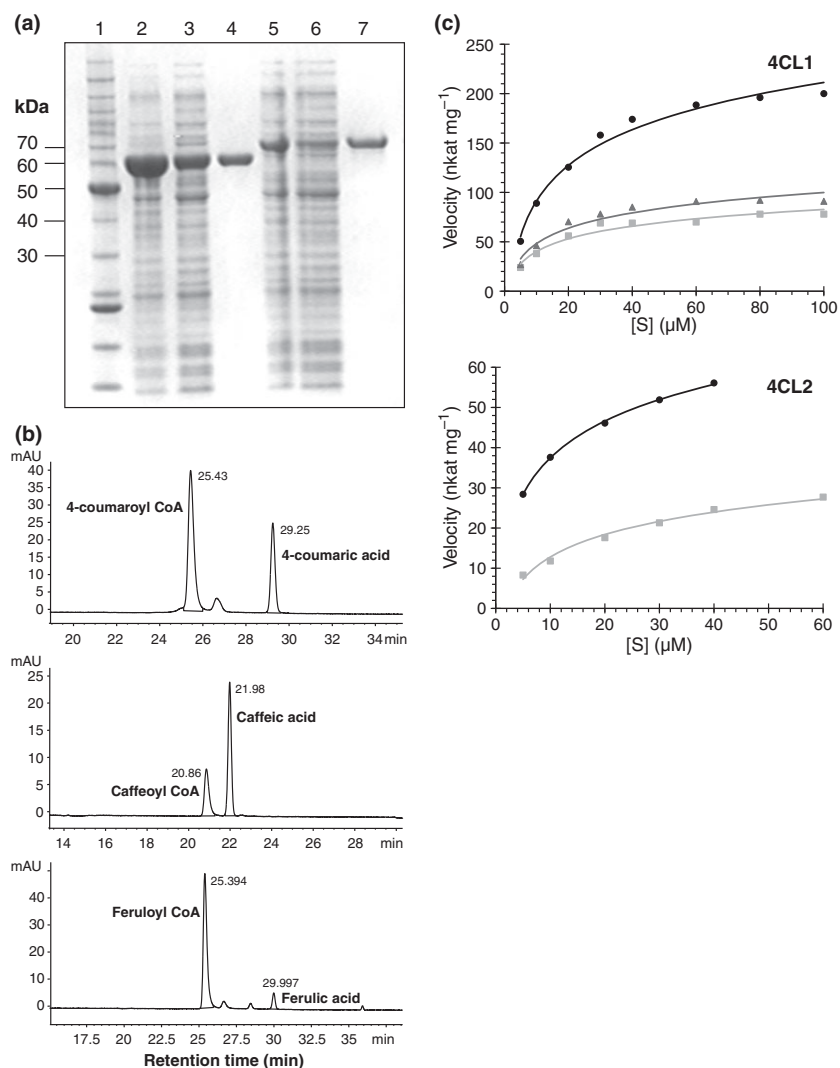 (a)
1 2 3 4 5 6 7
kDa
70
60
50
40
30
(b)
mAU
40
35
30
25
20
15
10
5
0
25.43
4-coumaroyl CoA
29.25
4-coumaric acid
20 22 24 26 28 30 32 34 min
mAU
25
20
15
10
5
0
21.98
Caffeic acid
20.86
Caffeoyl CoA
14 16 18 20 22 24 26 28 min
mAU
40
30
20
10
0
25.394
Feruloyl CoA
29.997
Ferulic acid
17.5 20 22.5 25 27.5 30 32.5 35 min
Retention time (min)
(c)
4CL1
Velocity (nkat mg⁻¹)
250
200
150
100
50
0
0 20 40 60 80 100
[S] (µM)
4CL2
Velocity (nkat mg⁻¹)
60
50
40
30
20
10
0
0 10 20 30 40 50 60
[S] (µM)